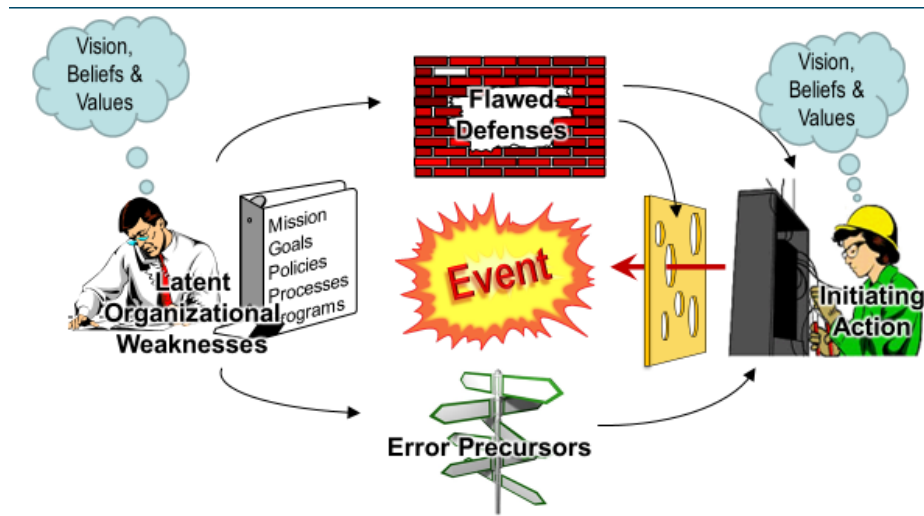 Vision,
Beliefs &
Values
Flawed
Defenses
Vision,
Beliefs &
Values
Mission
Goals
Policies
Processes
rograms
Latent
Organizational
Weaknesses
Event
Initiating
Action
Error Precursors